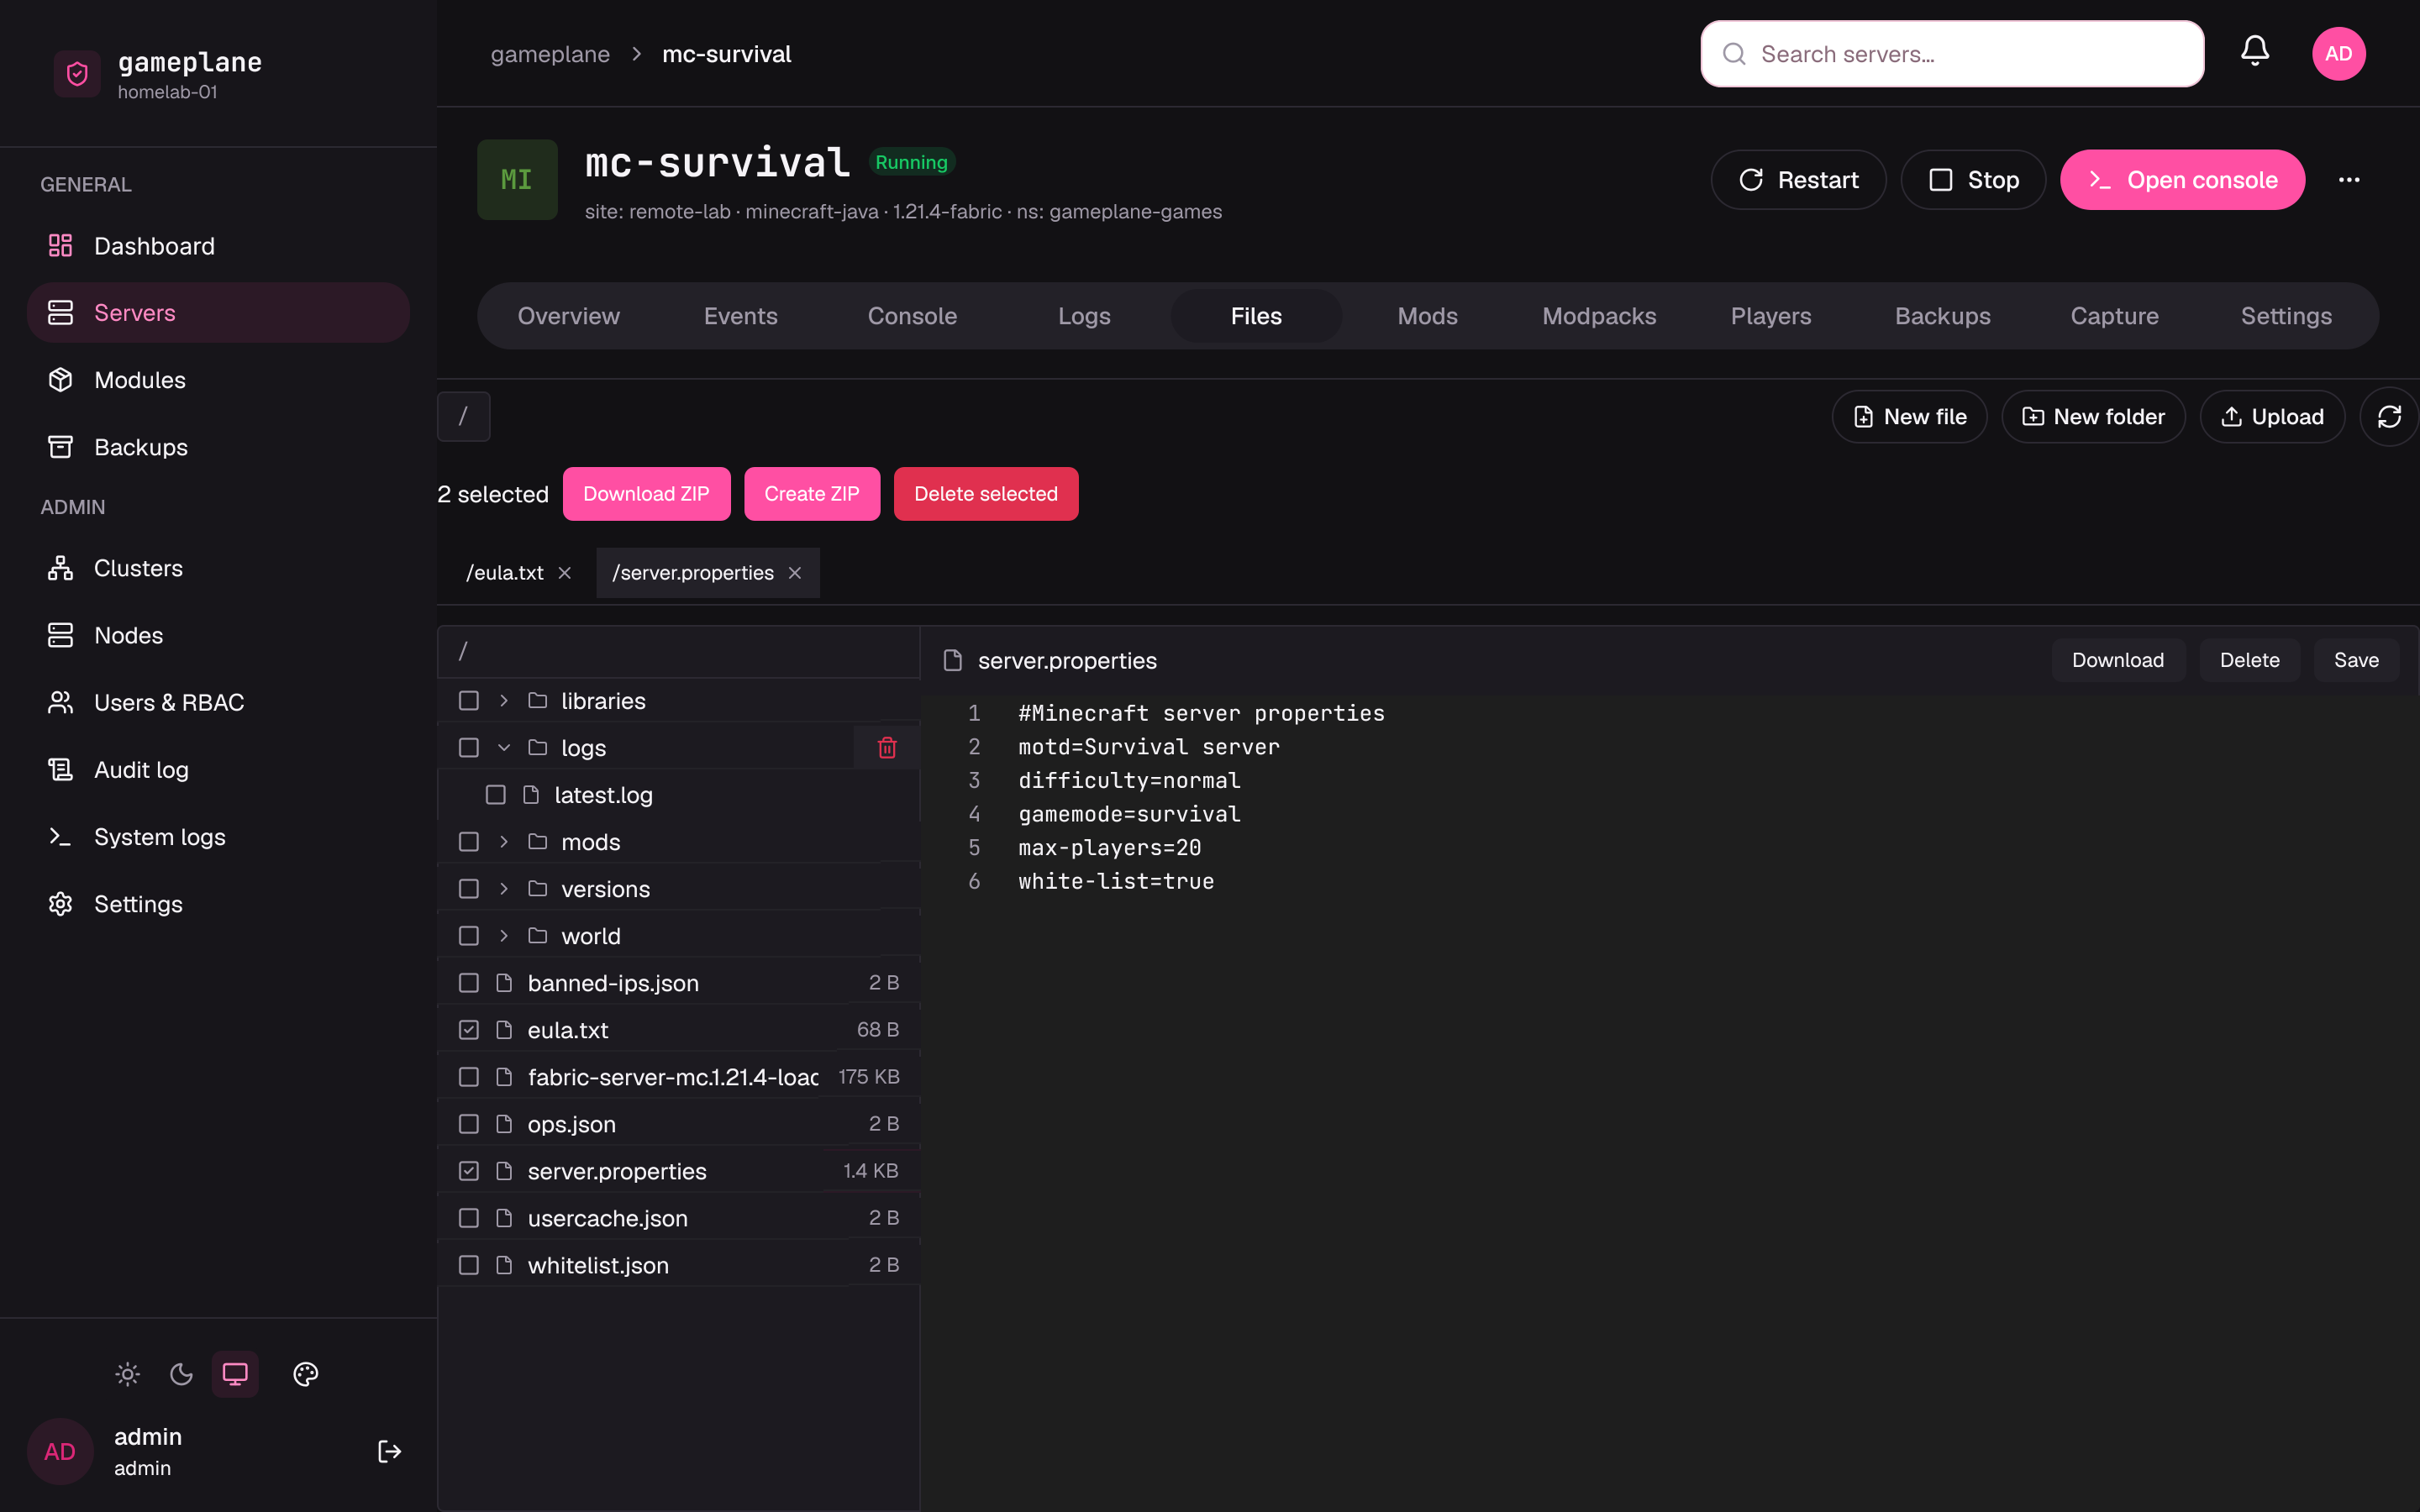 gameplane
homelab-01
GENERAL
Dashboard
Servers
Modules
Backups
ADMIN
Clusters
Nodes
Users & RBAC
Audit log
System logs
Settings
AD
admin
admin
gameplane > mc-survival
Search servers...
AD
MI
mc-survival
Running
site: remote-lab · minecraft-java · 1.21.4-fabric · ns: gameplane-games
Restart
Stop
Open console
Overview
Events
Console
Logs
Files
Mods
Modpacks
Players
Backups
Capture
Settings
/
New file
New folder
Upload
2 selected
Download ZIP
Create ZIP
Delete selected
/eula.txt
/server.properties
/
libraries
logs
latest.log
mods
versions
world
banned-ips.json 2 B
eula.txt 68 B
fabric-server-mc.1.21.4-loac 175 KB
ops.json 2 B
server.properties 1.4 KB
usercache.json 2 B
whitelist.json 2 B
server.properties
Download
Delete
Save
1 #Minecraft server properties
2 motd=Survival server
3 difficulty=normal
4 gamemode=survival
5 max-players=20
6 white-list=true